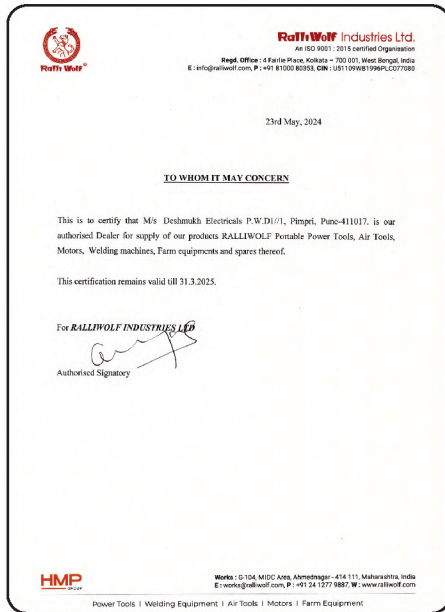 Ralli Wolf®
RalliWolf Industries Ltd.
An ISO 9001 : 2015 certified Organisation
Regd. Office : 4 Fairlie Place, Kolkata - 700 001, West Bengal, India
E : info@ralliwolf.com, P : +91 81000 80353, CIN : U51109WB1996PLC077080
23rd May, 2024
TO WHOM IT MAY CONCERN
This is to certify that M/s Deshmukh Electricals P.W.D1//1, Pimpri, Pune-411017. is our
authorised Dealer for supply of our products RALLIWOLF Portable Power Tools, Air Tools,
Motors, Welding machines, Farm equipments and spares thereof.
This certification remains valid till 31.3.2025.
For RALLIWOLF INDUSTRIES LTD
Authorised Signatory
HMP
GROUP
Works : G-104, MIDC Area, Ahmednagar - 414 111, Maharashtra, India
E : works@ralliwolf.com, P : +91 24 1277 9887, W : www.ralliwolf.com
Power Tools I Welding Equipment I Air Tools I Motors I Farm Equipment